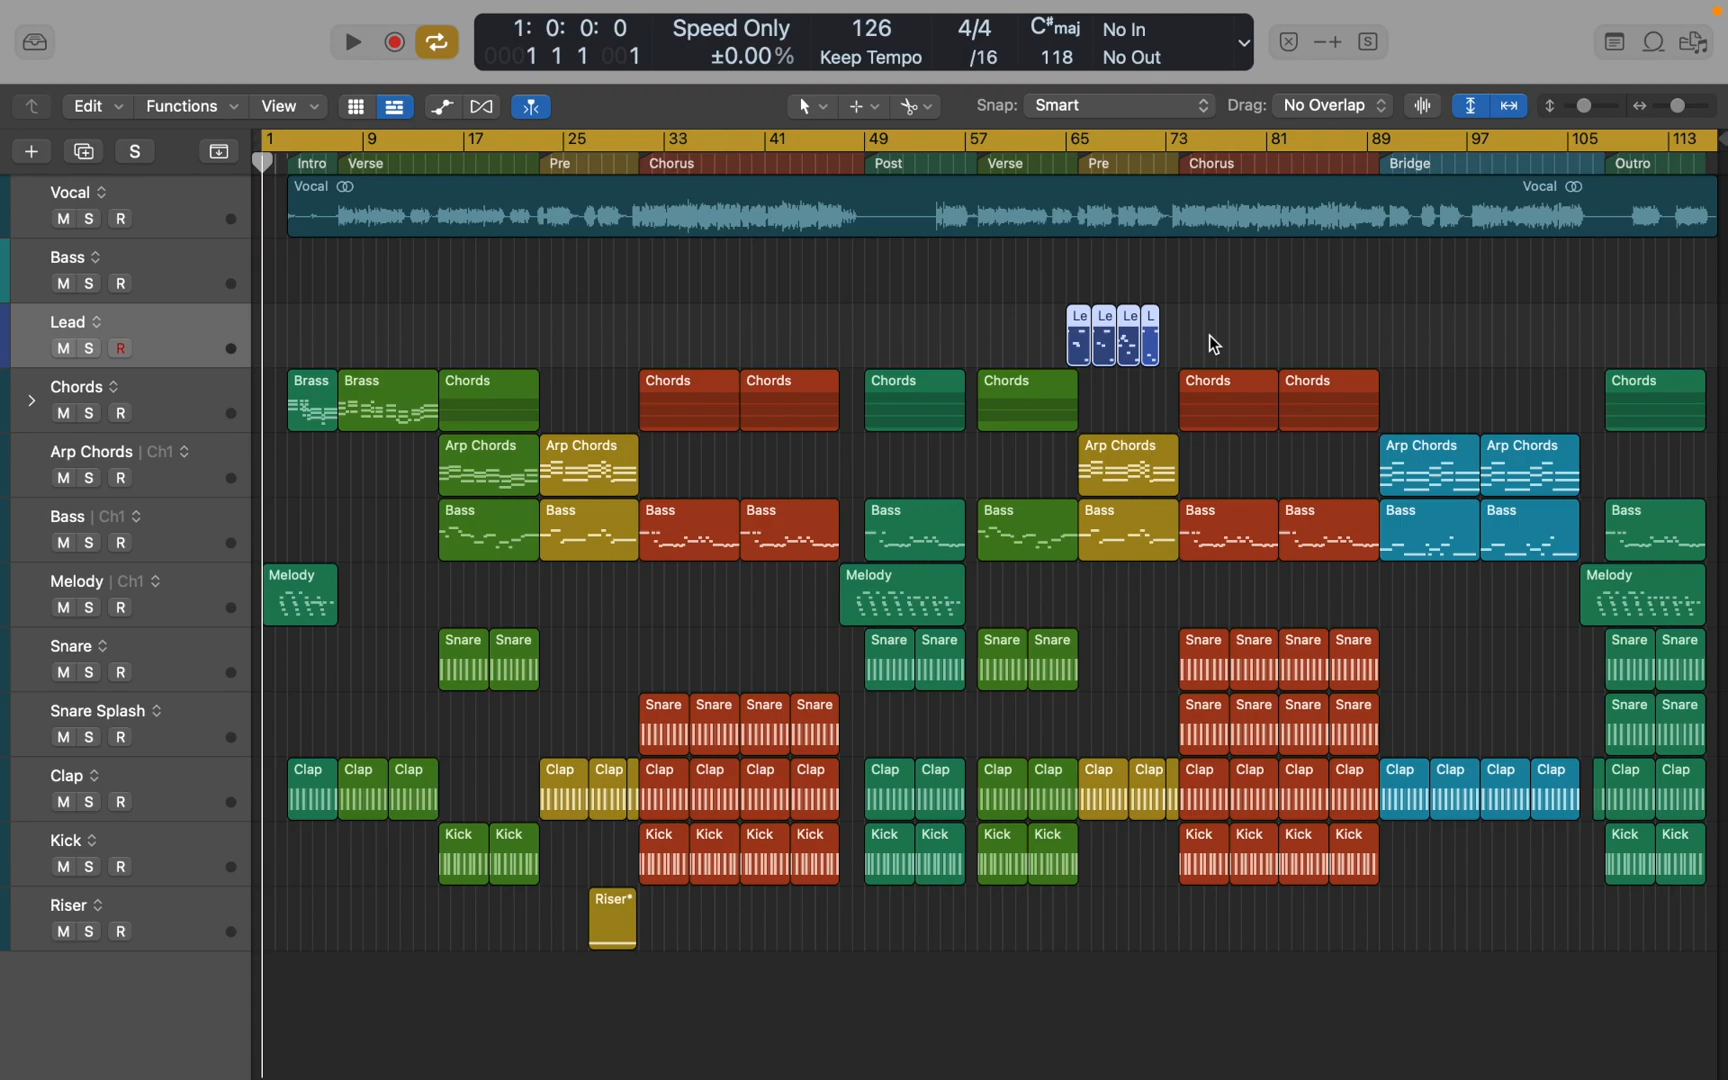 1: 0: 0: 0
0001 1 1 001
Speed Only
±0.00%
126
Keep Tempo
4/4
/16
C#maj
118
No In
No Out
S
Edit Functions View Snap: Smart Drag: No Overlap
S 1 9 17 25 33 41 49 57 65 73 81 89 97 105 113
Intro Verse Pre Chorus Post Verse Pre Chorus Bridge Outro
Vocal
M S R
Vocal Vocal
Bass
M S R
Lead
M S R
Le Le Le L
Chords
M S R
Brass Brass Chords Chords Chords Chords Chords Chords Chords Chords
Arp Chords | Ch1
M S R
Arp Chords Arp Chords Arp Chords Arp Chords Arp Chords
Bass | Ch1
M S R
Bass Bass Bass Bass Bass Bass Bass Bass Bass Bass Bass Bass
Melody | Ch1
M S R
Melody Melody Melody
Snare
M S R
Snare Snare Snare Snare Snare Snare Snare Snare Snare Snare Snare Snare
Snare Splash
M S R
Snare Snare Snare Snare Snare Snare Snare Snare Snare Snare
Clap
M S R
Clap Clap Clap Clap Clap Clap Clap Clap Clap Clap Clap Clap Clap Clap Clap Clap Clap Clap Clap Clap Clap Clap Clap Clap Clap
Kick
M S R
Kick Kick Kick Kick Kick Kick Kick Kick Kick Kick Kick Kick Kick Kick Kick Kick
Riser
M S R
Riser*